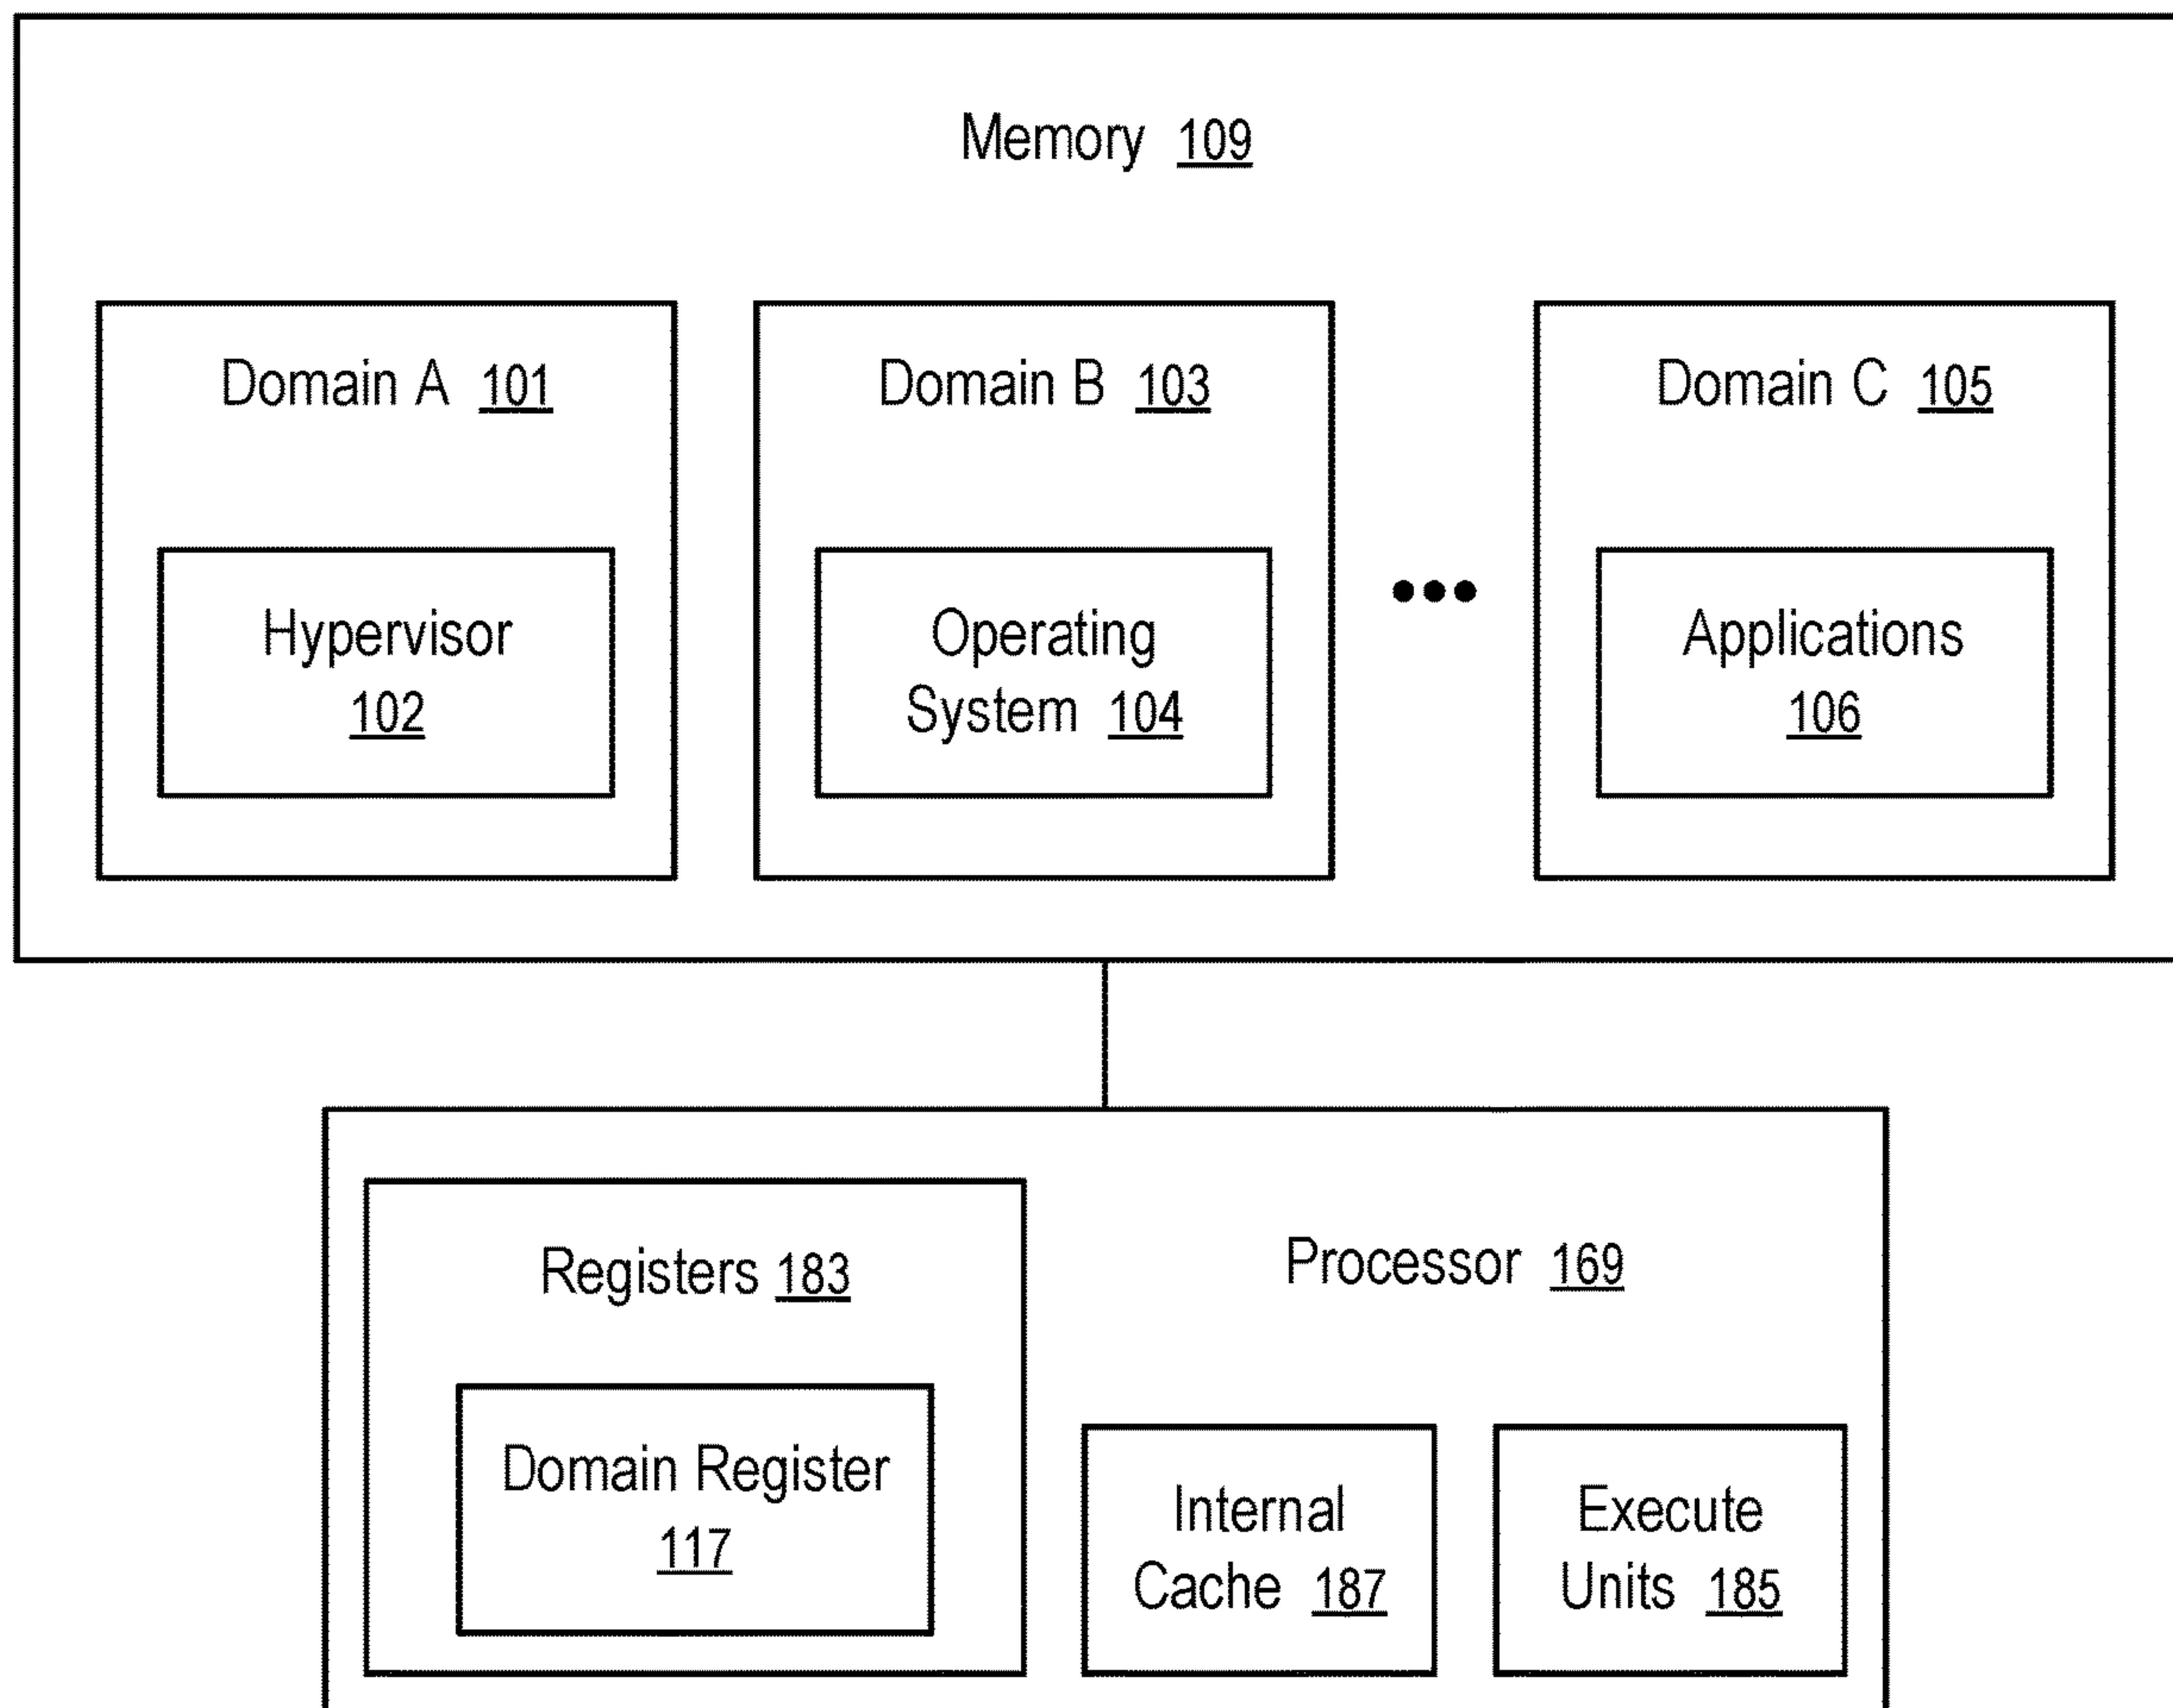 Memory 109
Domain A 101
Domain B 103
Domain C 105
Hypervisor
102
Operating
System 104
•••
Applications
106
Registers 183
Processor 169
Domain Register
117
Internal
Cache 187
Execute
Units 185